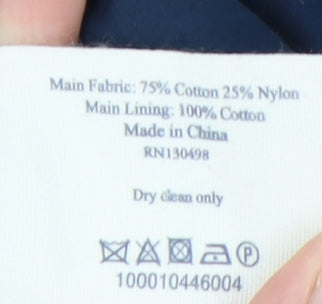 Main Fabric: 75% Cotton 25% Nylon
Main Lining: 100% Cotton
Made in China
RN130498
Dry clean only
P
100010446004